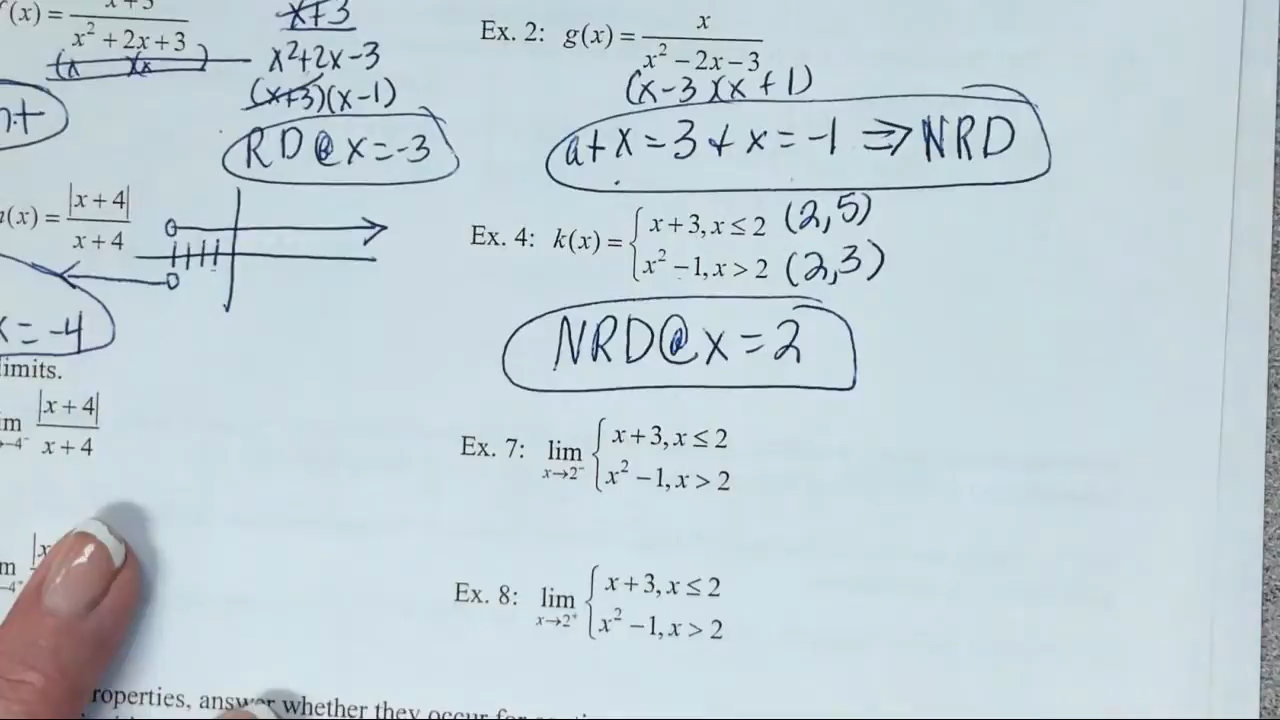 (x) = x+3 / x² + 2x + 3
(x )(x )
x+3 / x²+2x-3
(x+3)(x-1)
RD@x=-3
Ex. 2: g(x) = x / x² − 2x − 3
(x-3)(x+1)
at x=3 + x=-1 ⇒ NRD
(x) = |x + 4| / x + 4
x = -4
Ex. 4: k(x) = { x + 3, x ≤ 2 (2,5)
x² − 1, x > 2 (2,3)
NRD@x=2
imits.
|x + 4| / x + 4
Ex. 7: lim x→2⁻ { x + 3, x ≤ 2
x² − 1, x > 2
Ex. 8: lim x→2⁺ { x + 3, x ≤ 2
x² − 1, x > 2
roperties, answer whether they occur for